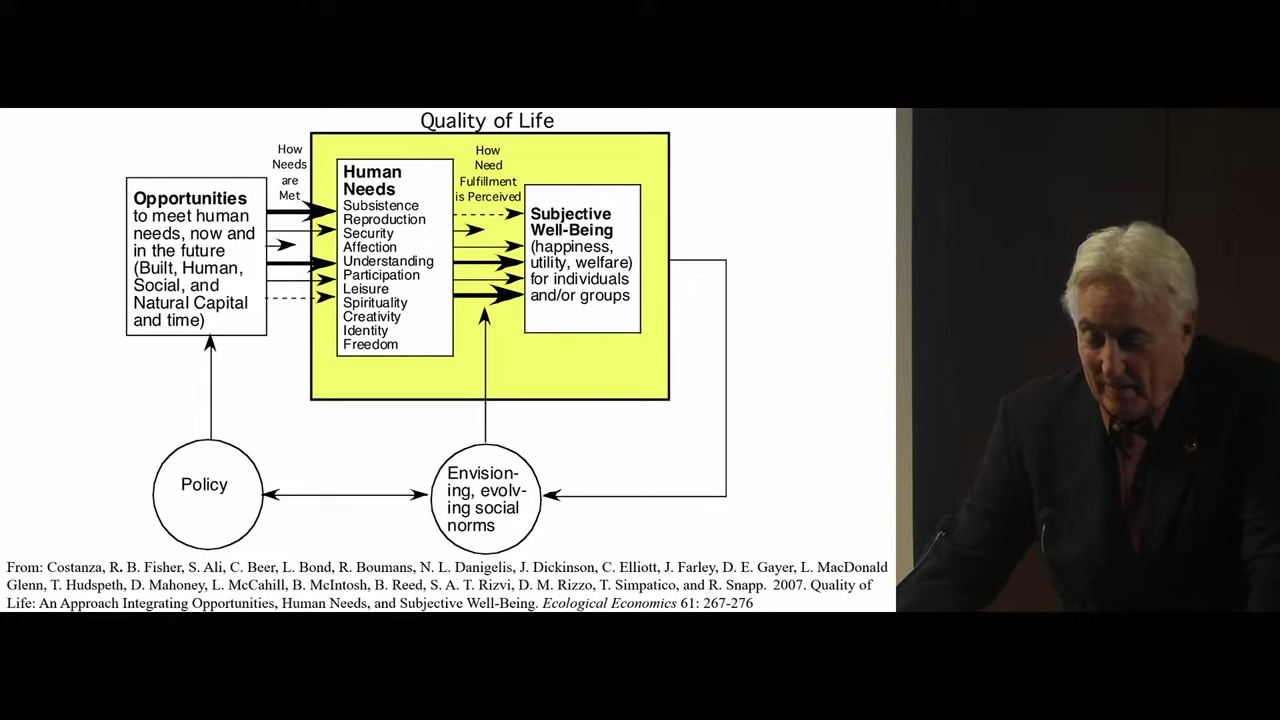 Quality of Life
How
Needs
are
Met
How
Need
Fulfillment
is Perceived
Opportunities
to meet human
needs, now and
in the future
(Built, Human,
Social, and
Natural Capital
and time)
Human
Needs
Subsistence
Reproduction
Security
Affection
Understanding
Participation
Leisure
Spirituality
Creativity
Identity
Freedom
Subjective
Well-Being
(happiness,
utility, welfare)
for individuals
and/or groups
Policy
Envision-
ing, evolv-
ing social
norms
From: Costanza, R. B. Fisher, S. Ali, C. Beer, L. Bond, R. Boumans, N. L. Danigelis, J. Dickinson, C. Elliott, J. Farley, D. E. Gayer, L. MacDonald
Glenn, T. Hudspeth, D. Mahoney, L. McCahill, B. McIntosh, B. Reed, S. A. T. Rizvi, D. M. Rizzo, T. Simpatico, and R. Snapp. 2007. Quality of
Life: An Approach Integrating Opportunities, Human Needs, and Subjective Well-Being. Ecological Economics 61: 267-276